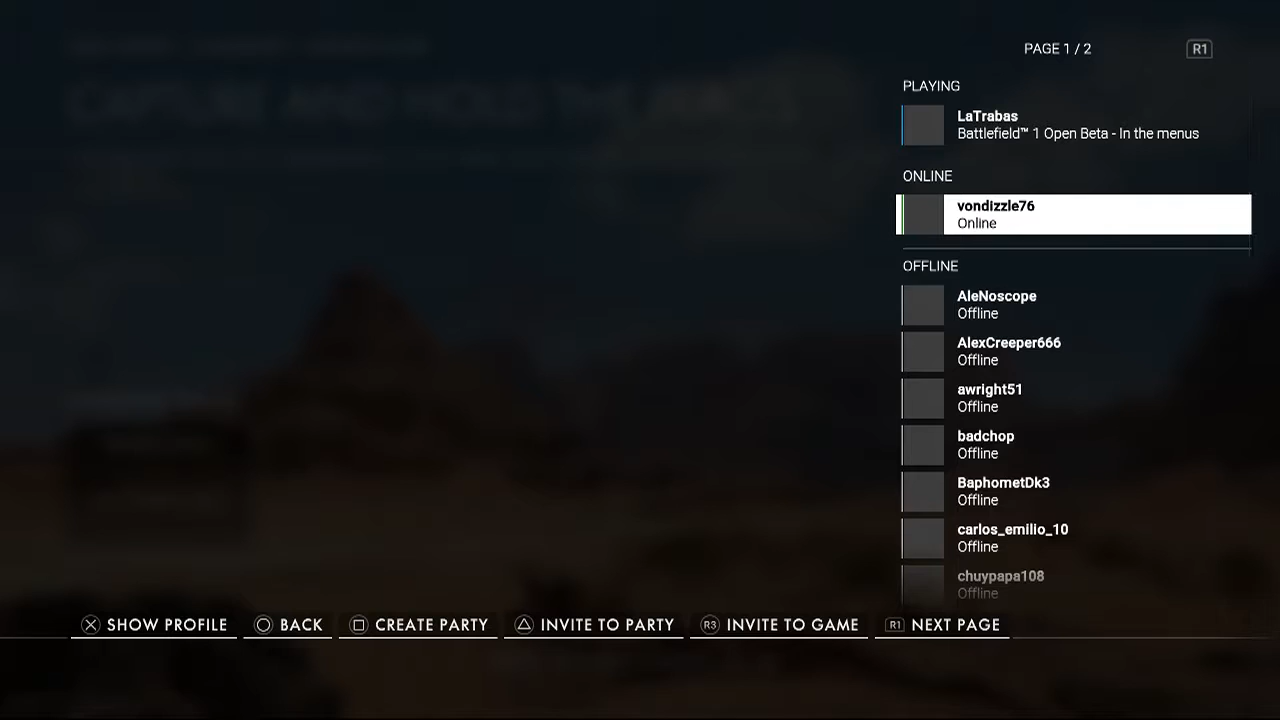 PAGE 1 / 2
R1
PLAYING
LaTrabas
Battlefield™ 1 Open Beta - In the menus
ONLINE
vondizzle76
Online
OFFLINE
AleNoscope
Offline
AlexCreeper666
Offline
awright51
Offline
badchop
Offline
BaphometDk3
Offline
carlos_emilio_10
Offline
chuypapa108
Offline
SHOW PROFILE
BACK
CREATE PARTY
INVITE TO PARTY
R3 INVITE TO GAME
R1 NEXT PAGE